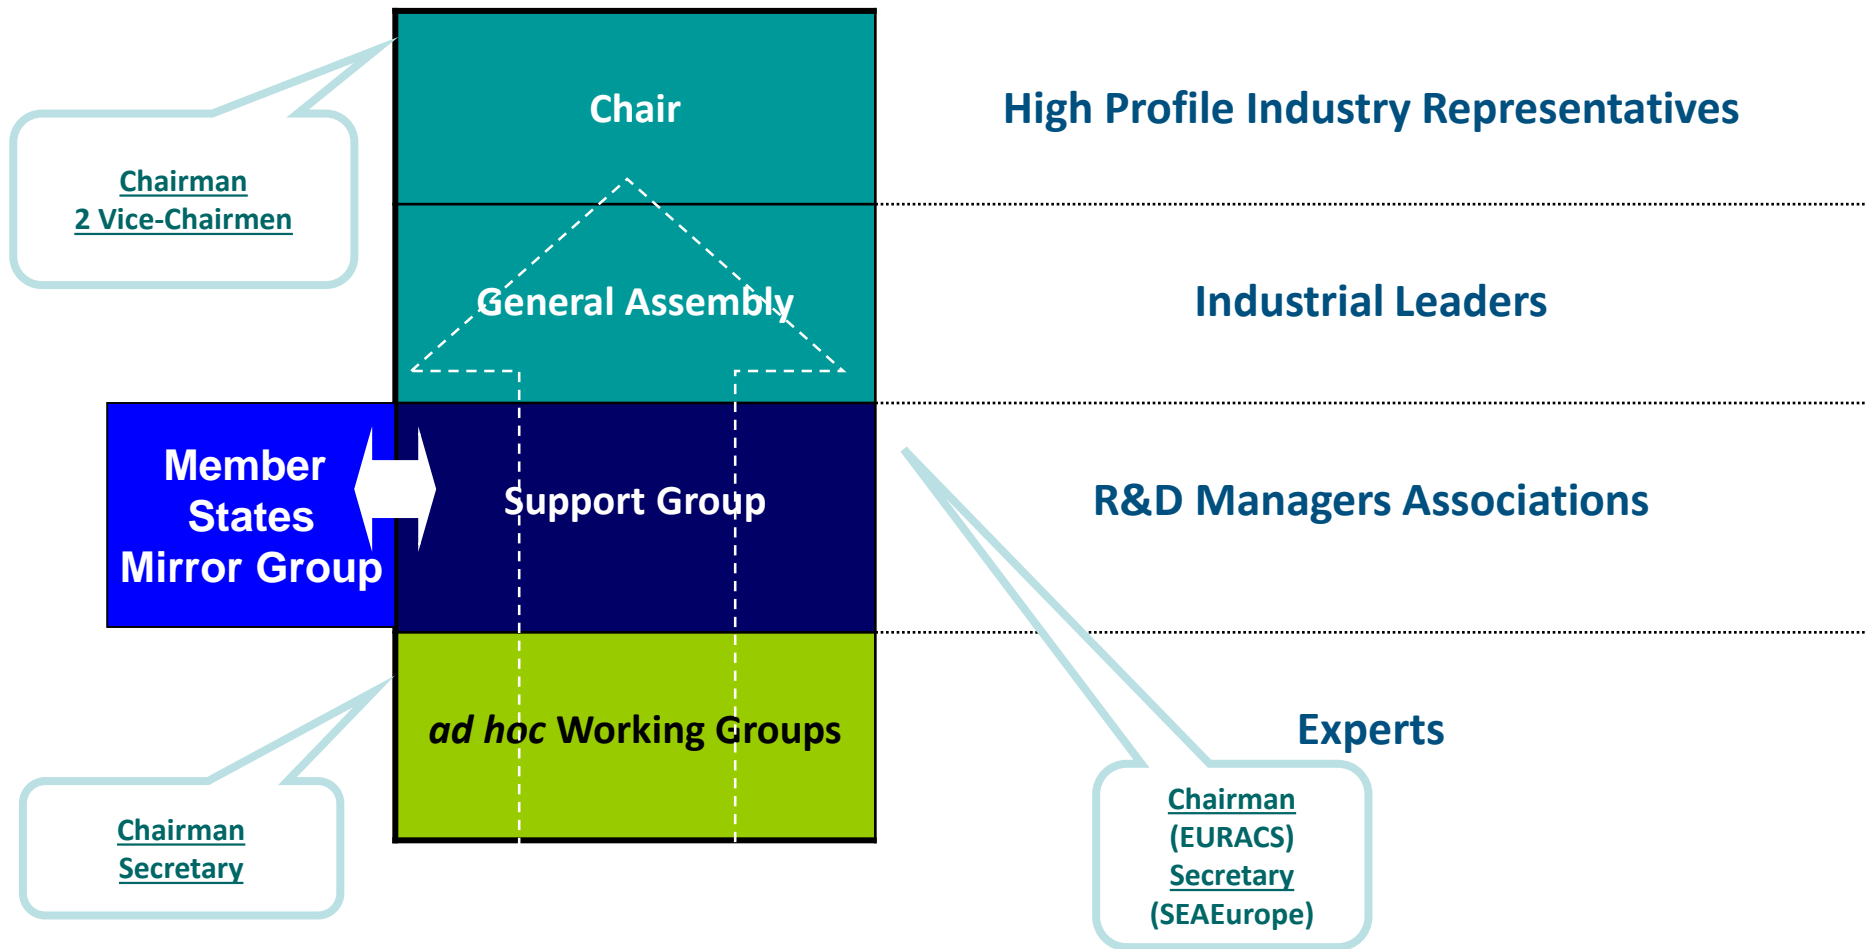 Chair
High Profile Industry Representatives
Chairman
2 Vice-Chairmen
General Assembly
Industrial Leaders
Member
States
Mirror Group
Support Group
R&D Managers Associations
ad hoc Working Groups
Experts
Chairman
Secretary
Chairman
(EURACS)
Secretary
(SEAEurope)